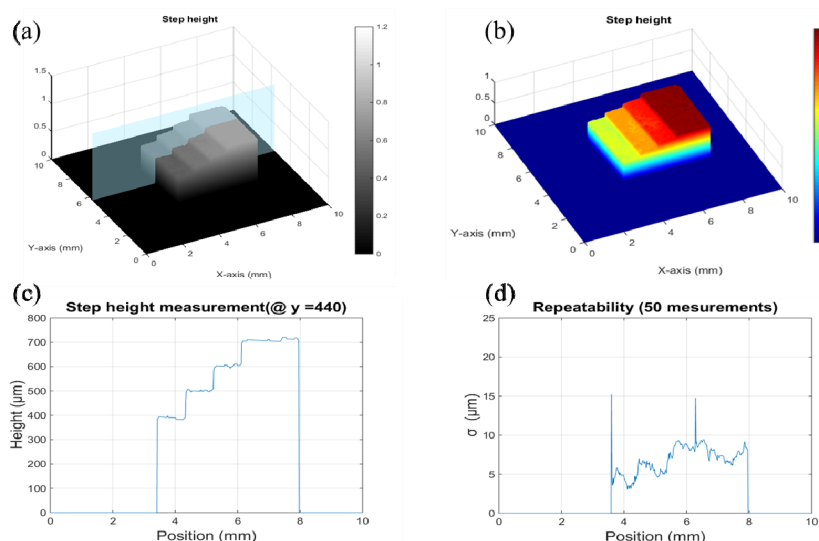 (a)
Step height
1.2
1
0.8
0.6
0.4
0.2
0
1.5
1
0.5
0
10
8
6
4
2
0
Y-axis (mm)
0
2
4
6
8
10
X-axis (mm)
(b)
Step height
1
0.5
0
10
8
6
4
2
0
Y-axis (mm)
0
2
4
6
8
10
X-axis (mm)
(c)
Step height measurement(@ y =440)
800
700
600
500
400
300
200
100
0
Height (μm)
0 2 4 6 8 10
Position (mm)
(d)
Repeatability (50 mesurements)
25
20
15
10
5
0
σ (μm)
0 2 4 6 8 10
Position (mm)